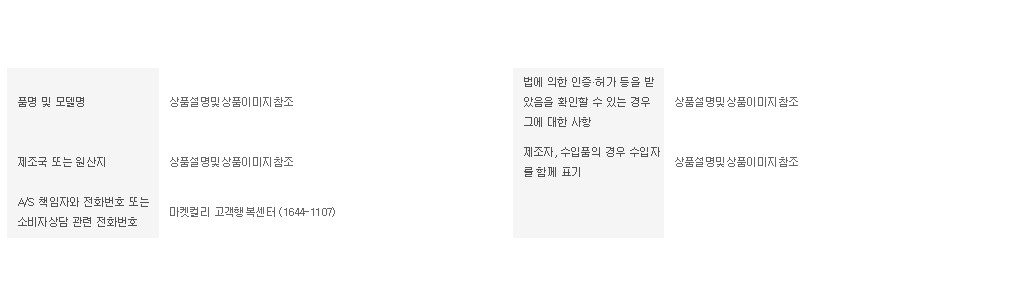 품명 및 모델명
상품설명및상품이미지참조
법에 의한 인증·허가 등을 받
았음을 확인할 수 있는 경우
그에 대한 사항
상품설명및상품이미지참조
제조국 또는 원산지
상품설명및상품이미지참조
제조자, 수입품의 경우 수입자
를 함께 표기
상품설명및상품이미지참조
A/S 책임자와 전화번호 또는
소비자상담 관련 전화번호
마켓컬리 고객행복센터 (1644-1107)